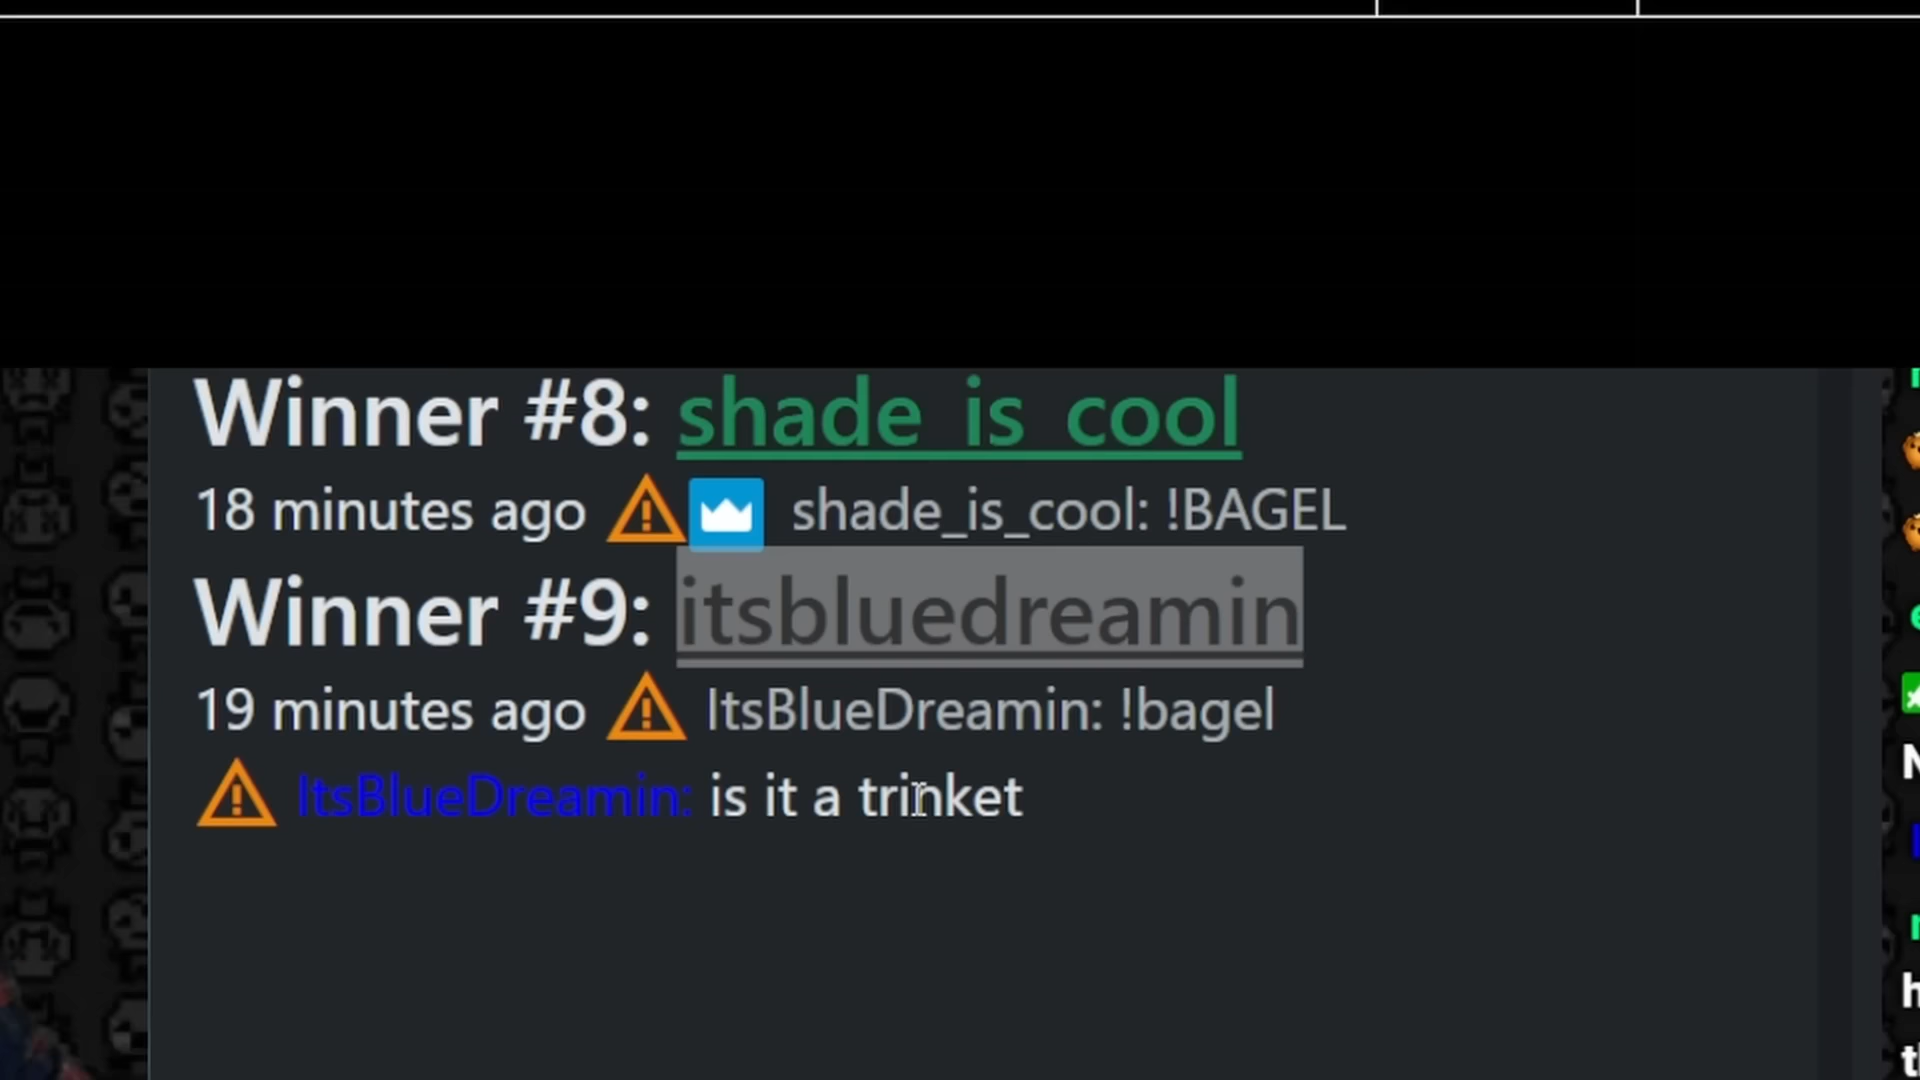 Winner #8: shade_is_cool
18 minutes ago shade_is_cool: !BAGEL
Winner #9: itsbluedreamin
19 minutes ago ItsBlueDreamin: !bagel
ItsBlueDreamin: is it a trinket